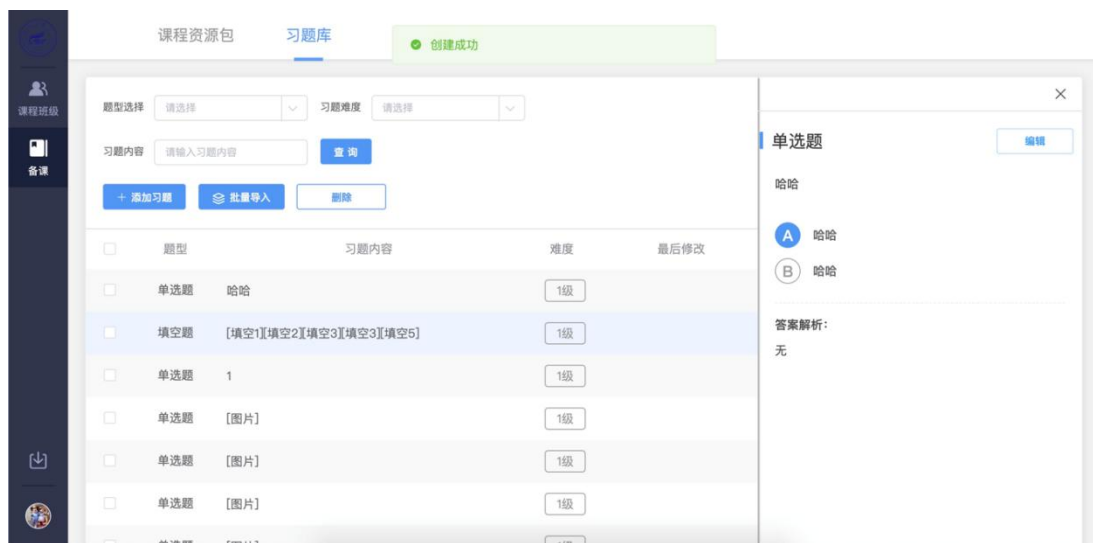 课程资源包 习题库
创建成功
课程班级
备课
题型选择 请选择 习题难度 请选择
习题内容 请输入习题内容 查询
+ 添加习题 批量导入 删除
题型 习题内容 难度 最后修改
单选题 哈哈 1级
填空题 [填空1][填空2][填空3][填空3][填空5] 1级
单选题 1 1级
单选题 [图片] 1级
单选题 [图片] 1级
单选题 [图片] 1级
单选题 编辑
哈哈
A 哈哈
B 哈哈
答案解析：
无